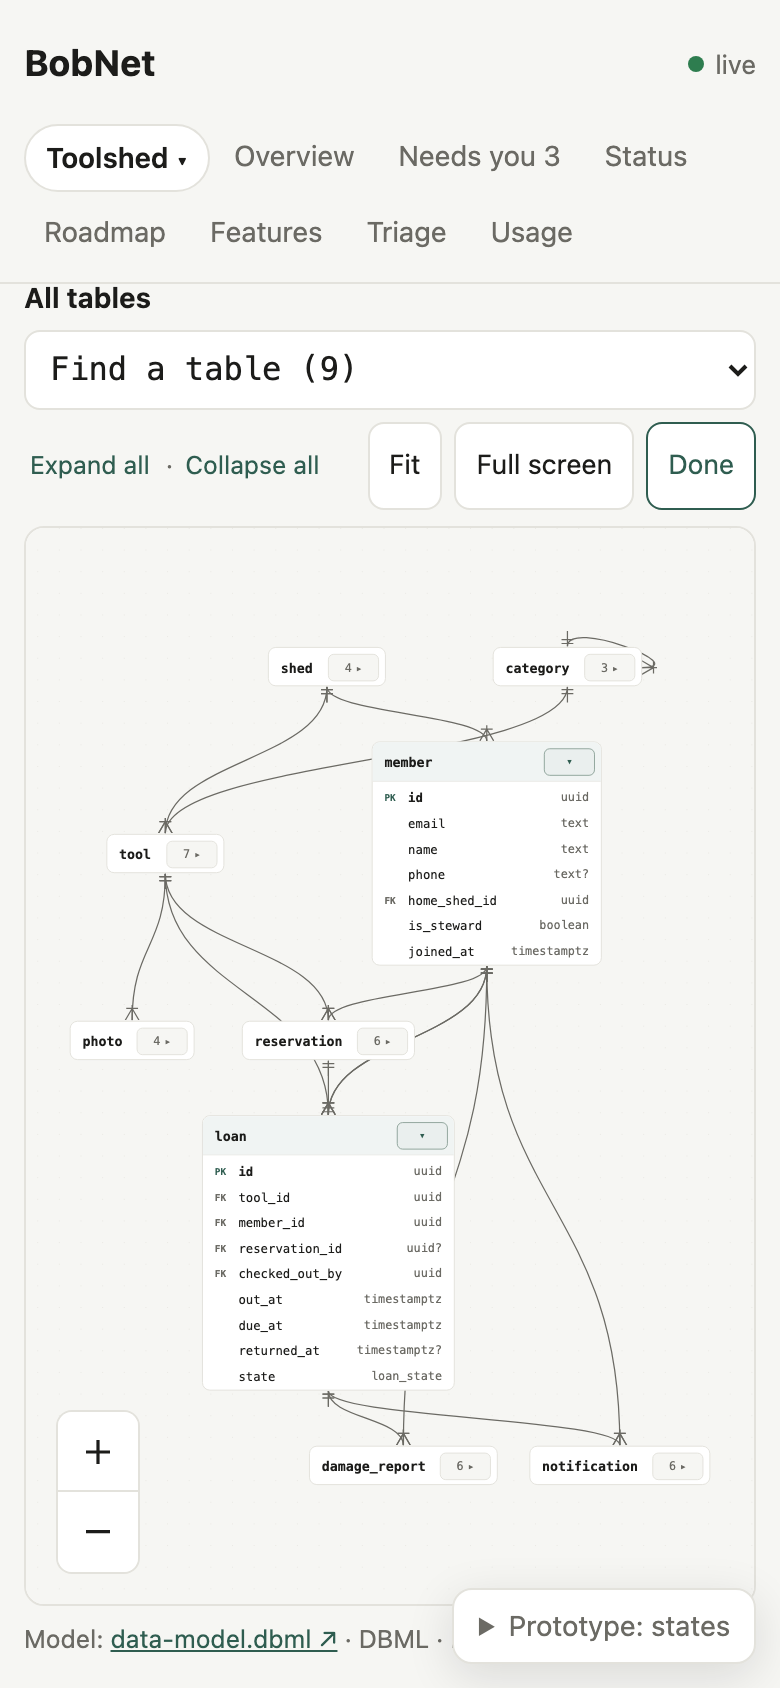 BobNet
live
Toolshed ▾ Overview Needs you 3 Status
Roadmap Features Triage Usage
All tables
Find a table (9)
Expand all · Collapse all Fit Full screen Done
shed 4 ▸
category 3 ▸
member ▾
PK id uuid
email text
name text
phone text?
FK home_shed_id uuid
is_steward boolean
joined_at timestamptz
tool 7 ▸
photo 4 ▸
reservation 6 ▸
loan ▾
PK id uuid
FK tool_id uuid
FK member_id uuid
FK reservation_id uuid?
FK checked_out_by uuid
out_at timestamptz
due_at timestamptz
returned_at timestamptz?
state loan_state
damage_report 6 ▸
notification 6 ▸
+
−
Model: data-model.dbml ↗ · DBML ·
▶ Prototype: states